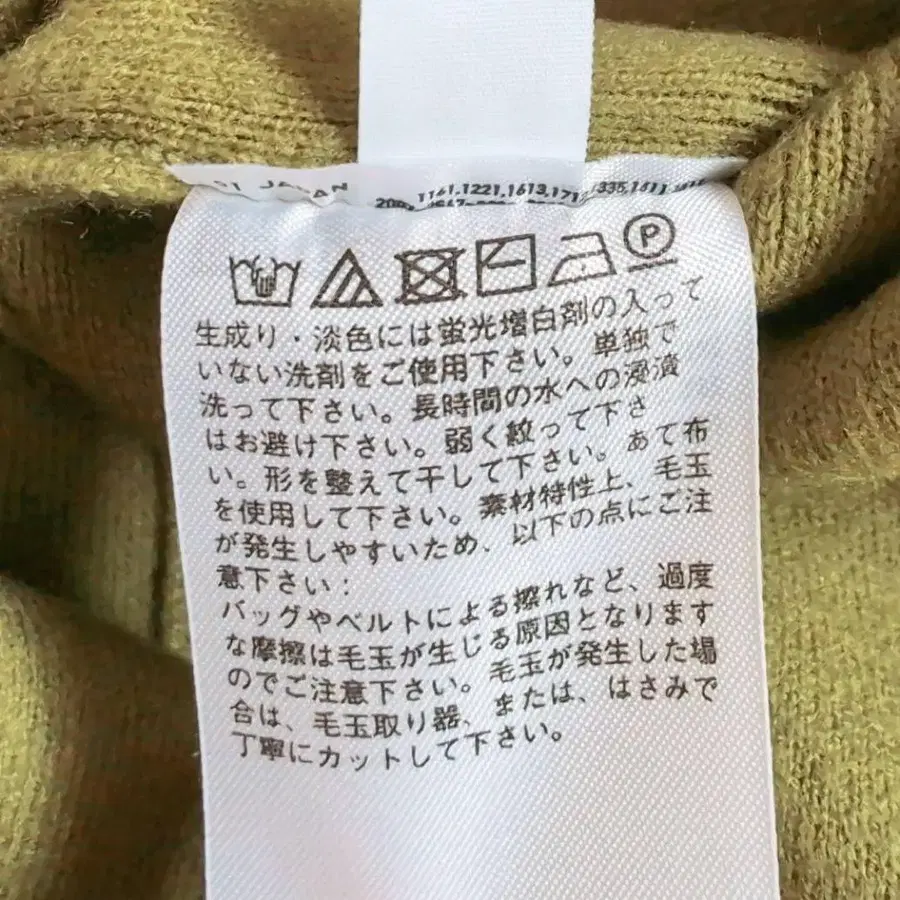 JAPAN
1161,1221,1613,171
335,1611
P
生成り・淡色には蛍光増白剤の入って
いない洗剤をご使用下さい。単独で
洗って下さい。長時間の水への浸漬
はお避け下さい。弱く絞って下さ
い。形を整えて干して下さい。あて布
を使用して下さい。素材特性上、毛玉
が発生しやすいため、以下の点にご注
意下さい:
バッグやベルトによる擦れなど、過度
な摩擦は毛玉が生じる原因となります
のでご注意下さい。毛玉が発生した場
合は、毛玉取り器、または、はさみで
丁寧にカットして下さい。